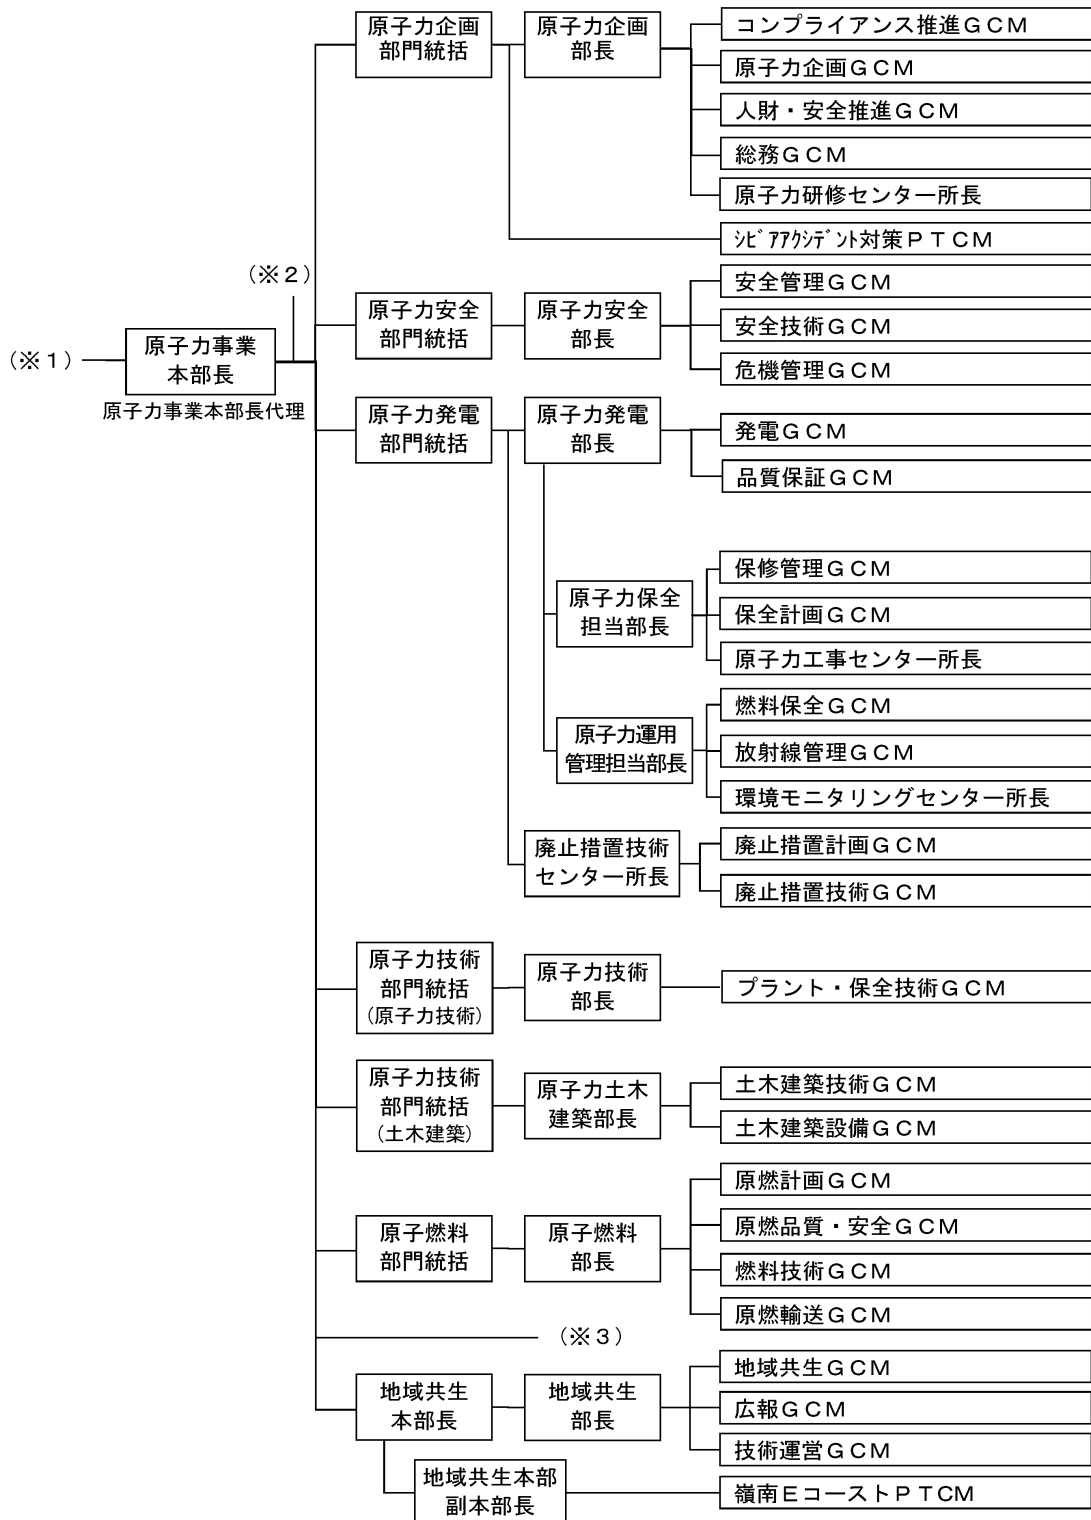 原子力企画
部門統括
原子力企画
部長
コンプライアンス推進ＧＣＭ
原子力企画ＧＣＭ
人財・安全推進ＧＣＭ
総務ＧＣＭ
原子力研修センター所長
ｼﾋﾞｱｱｸｼﾃﾞﾝﾄ対策ＰＴＣＭ
（※２）
（※１）
原子力事業
本部長
原子力事業本部長代理
原子力安全
部門統括
原子力安全
部長
安全管理ＧＣＭ
安全技術ＧＣＭ
危機管理ＧＣＭ
原子力発電
部門統括
原子力発電
部長
発電ＧＣＭ
品質保証ＧＣＭ
原子力保全
担当部長
保修管理ＧＣＭ
保全計画ＧＣＭ
原子力工事センター所長
原子力運用
管理担当部長
燃料保全ＧＣＭ
放射線管理ＧＣＭ
環境モニタリングセンター所長
廃止措置技術
センター所長
廃止措置計画ＧＣＭ
廃止措置技術ＧＣＭ
原子力技術
部門統括
（原子力技術）
原子力技術
部長
プラント・保全技術ＧＣＭ
原子力技術
部門統括
（土木建築）
原子力土木
建築部長
土木建築技術ＧＣＭ
土木建築設備ＧＣＭ
原子燃料
部門統括
原子燃料
部長
原燃計画ＧＣＭ
原燃品質・安全ＧＣＭ
燃料技術ＧＣＭ
原燃輸送ＧＣＭ
（※３）
地域共生
本部長
地域共生
部長
地域共生ＧＣＭ
広報ＧＣＭ
技術運営ＧＣＭ
地域共生本部
副本部長
嶺南ＥコーストＰＴCＭ